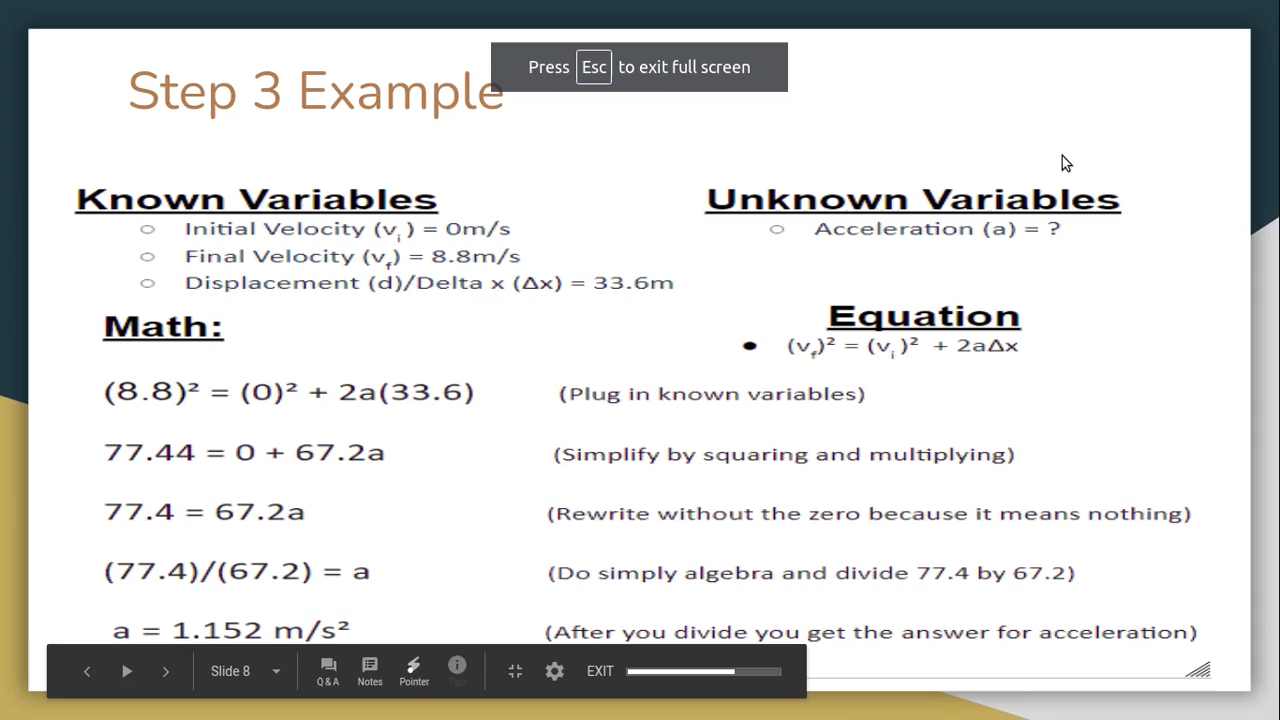 Press Esc to exit full screen
Step 3 Example
Known Variables
○ Initial Velocity (vᵢ ) = 0m/s
○ Final Velocity (v_f) = 8.8m/s
○ Displacement (d)/Delta x (Δx) = 33.6m
Unknown Variables
○ Acceleration (a) = ?
Equation
● (v_f)² = (vᵢ )² + 2aΔx
Math:
(8.8)² = (0)² + 2a(33.6) (Plug in known variables)
77.44 = 0 + 67.2a (Simplify by squaring and multiplying)
77.4 = 67.2a (Rewrite without the zero because it means nothing)
(77.4)/(67.2) = a (Do simply algebra and divide 77.4 by 67.2)
a = 1.152 m/s² (After you divide you get the answer for acceleration)
Slide 8
Q & A
Notes
Pointer
Tips
EXIT